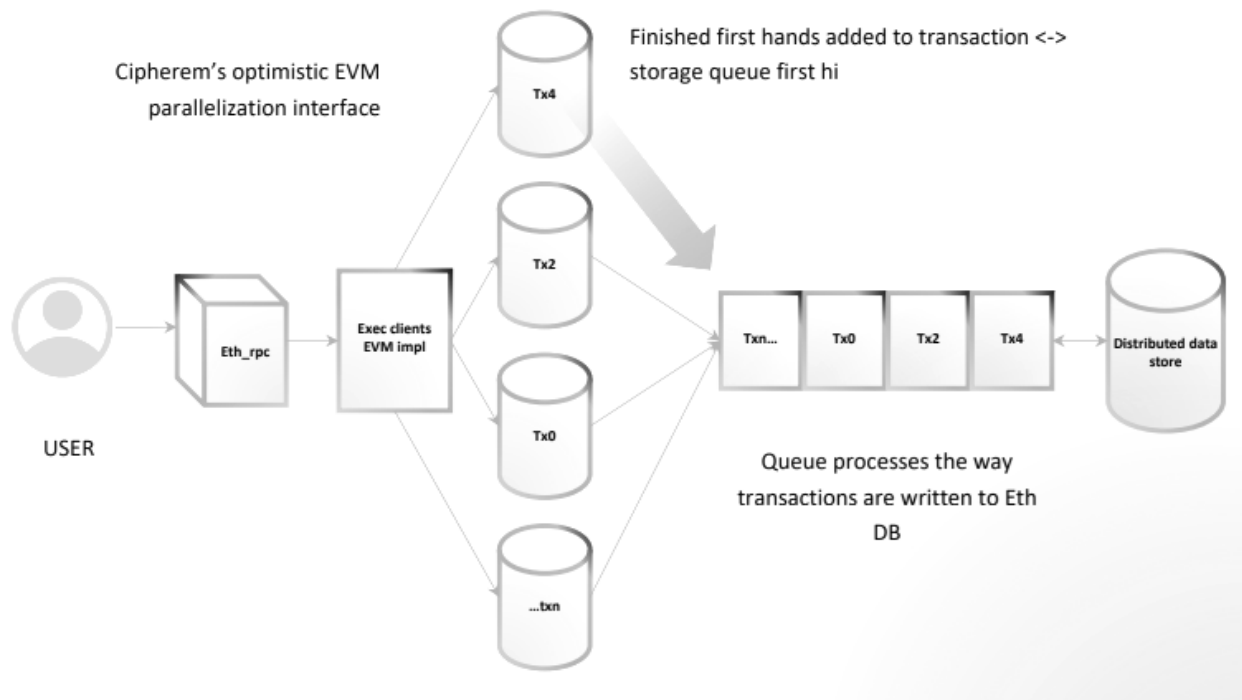 Cipherem's optimistic EVM
parallelization interface
Finished first hands added to transaction <->
storage queue first hi
Tx4
Tx2
Tx0
...txn
USER
Eth_rpc
Exec clients
EVM impl
Txn...
Tx0
Tx2
Tx4
Distributed data
store
Queue processes the way
transactions are written to Eth
DB